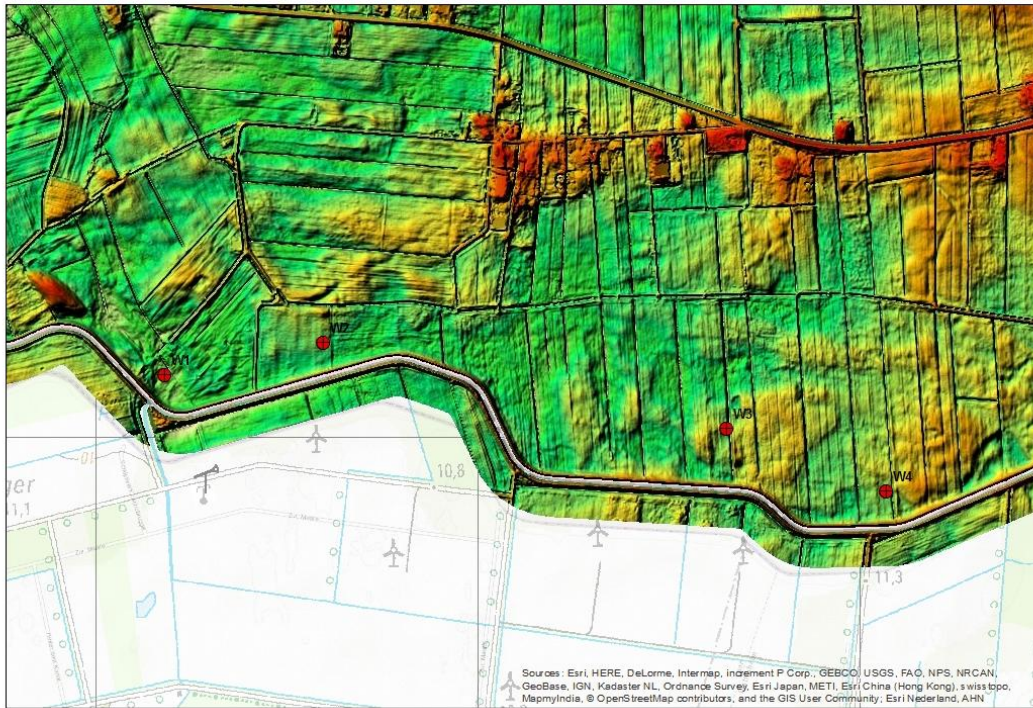 W2
W1
W3
W4
ger
10,8
11,3
Sources: Esri, HERE, DeLorme, Intermap, increment P Corp., GEBCO, USGS, FAO, NPS, NRCAN,
GeoBase, IGN, Kadaster NL, Ordnance Survey, Esri Japan, METI, Esri China (Hong Kong), swisstopo,
MapmyIndia, © OpenStreetMap contributors, and the GIS User Community; Esri Nederland, AHN